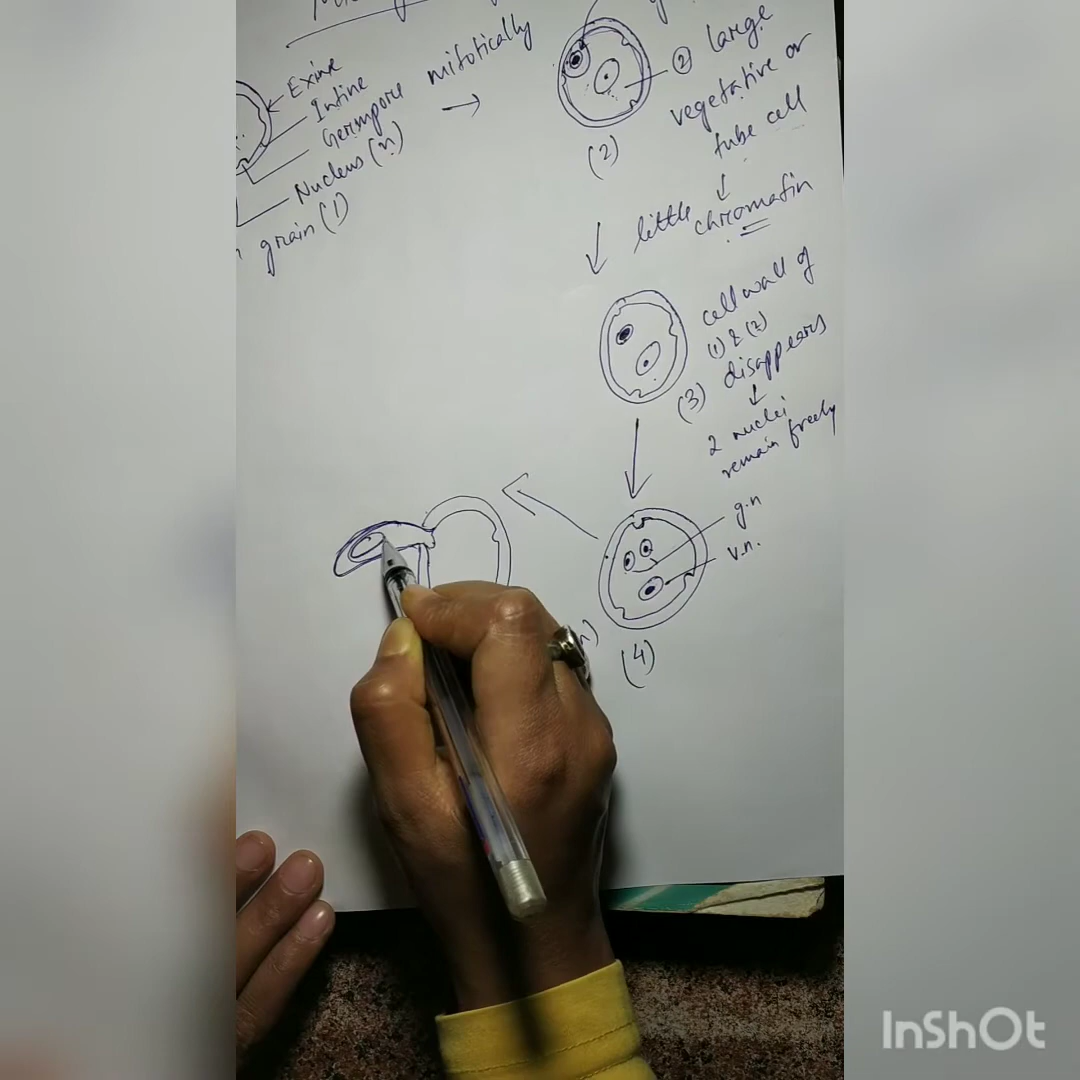 Exine
Intine
Germpore
Nucleus (n)
grain (1)
mitotically
(2)
② large
vegetative or
tube cell
little chromatin
cell wall of
(1) & (2)
disappears
(3)
2 nuclei
remain freely
g.n
v.n.
(4)
InShOt